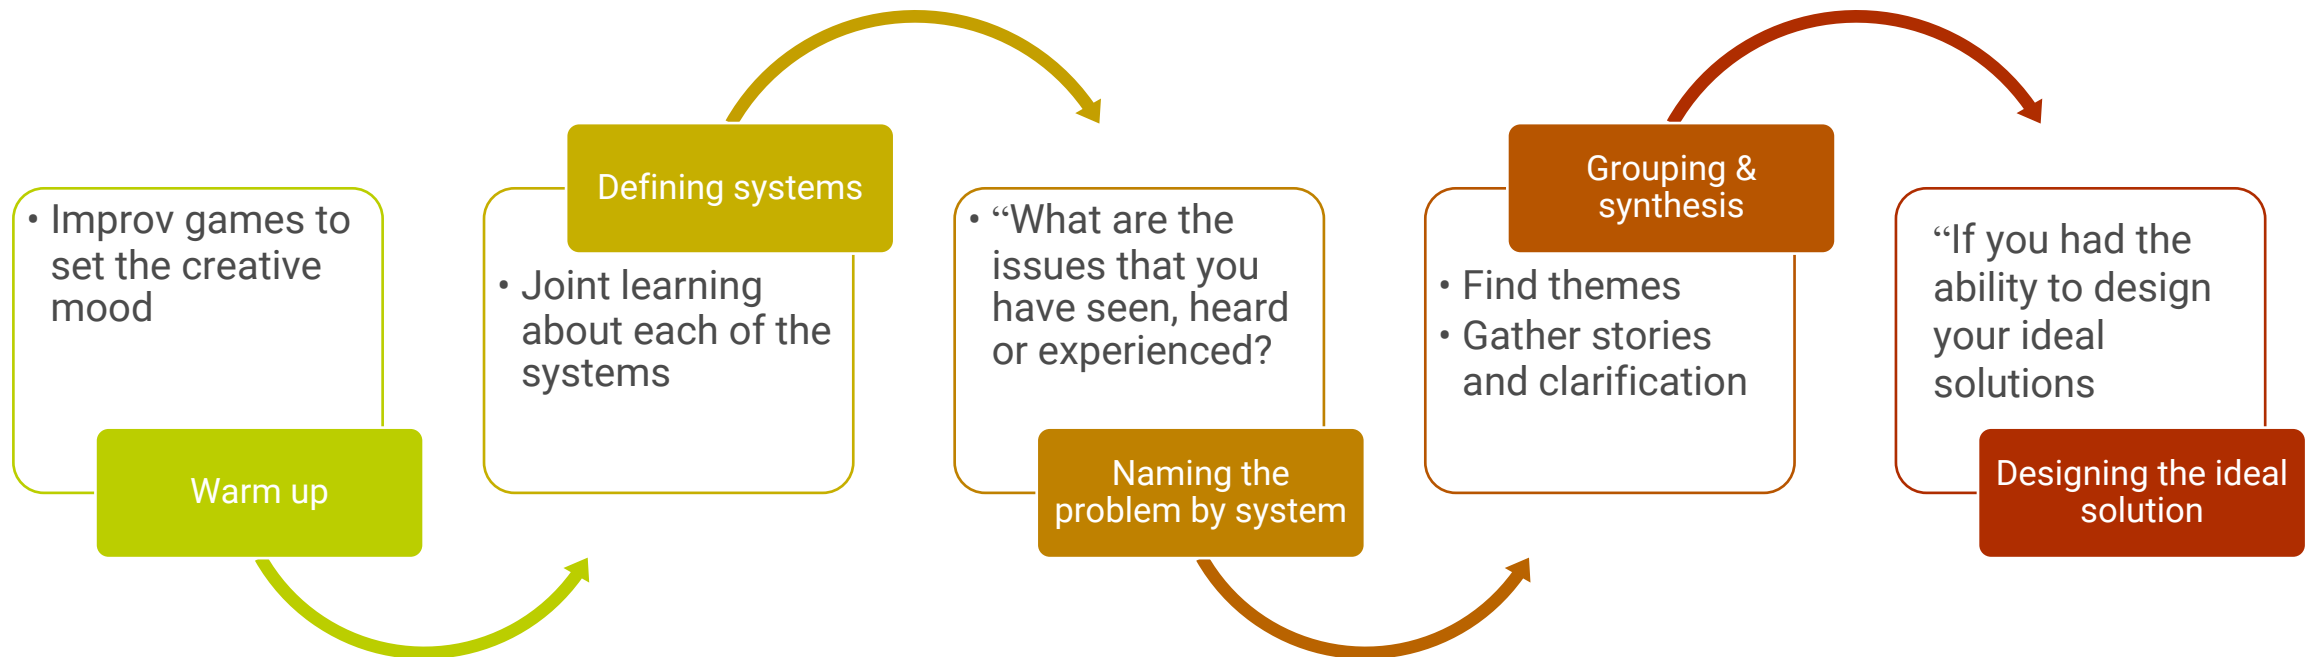 • Improv games to
set the creative
mood
Warm up
Defining systems
• Joint learning
about each of the
systems
• “What are the
issues that you
have seen, heard
or experienced?
Naming the
problem by system
Grouping &
synthesis
• Find themes
• Gather stories
and clarification
“If you had the
ability to design
your ideal
solutions
Designing the ideal
solution